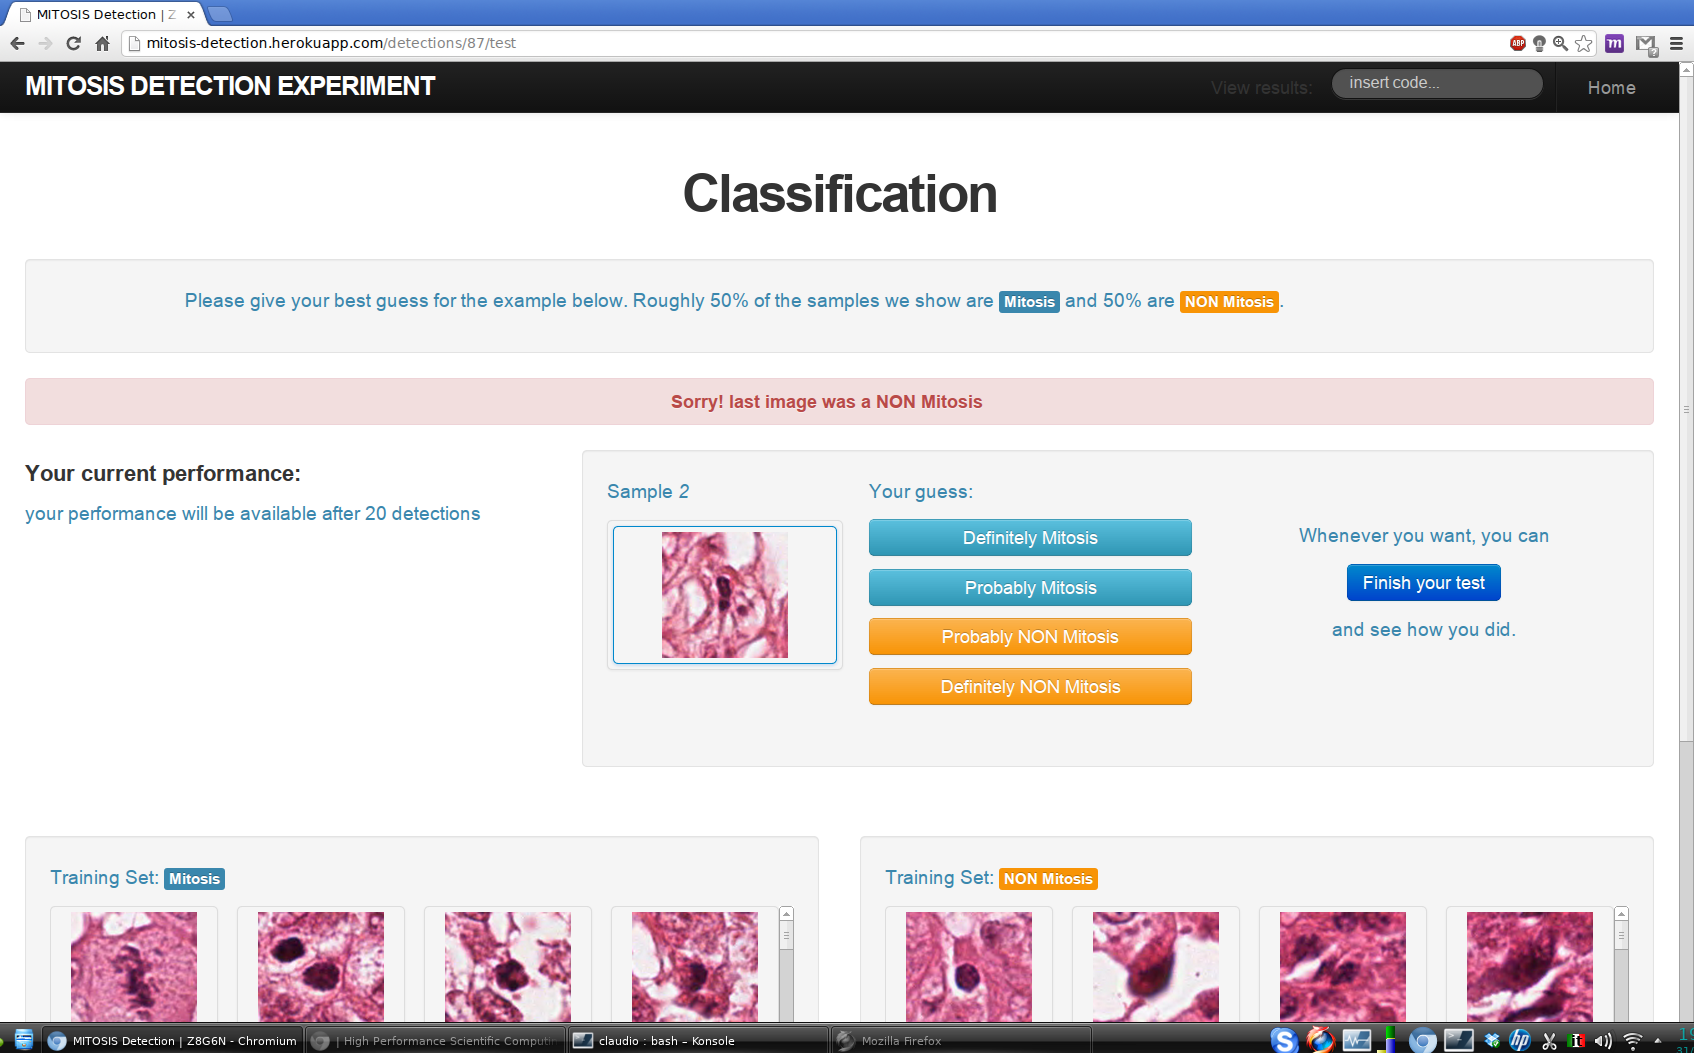 MITOSIS Detection | Z
mitosis-detection.herokuapp.com/detections/87/test
ABP
m
MITOSIS DETECTION EXPERIMENT
View results:
insert code...
Home
Classification
Please give your best guess for the example below. Roughly 50% of the samples we show are Mitosis and 50% are NON Mitosis.
Sorry! last image was a NON Mitosis
Your current performance:
your performance will be available after 20 detections
Sample 2
Your guess:
Definitely Mitosis
Probably Mitosis
Probably NON Mitosis
Definitely NON Mitosis
Whenever you want, you can
Finish your test
and see how you did.
Training Set: Mitosis
Training Set: NON Mitosis
MITOSIS Detection | Z8G6N - Chromium
| High Performance Scientific Computin
claudio : bash – Konsole
Mozilla Firefox
S
hp